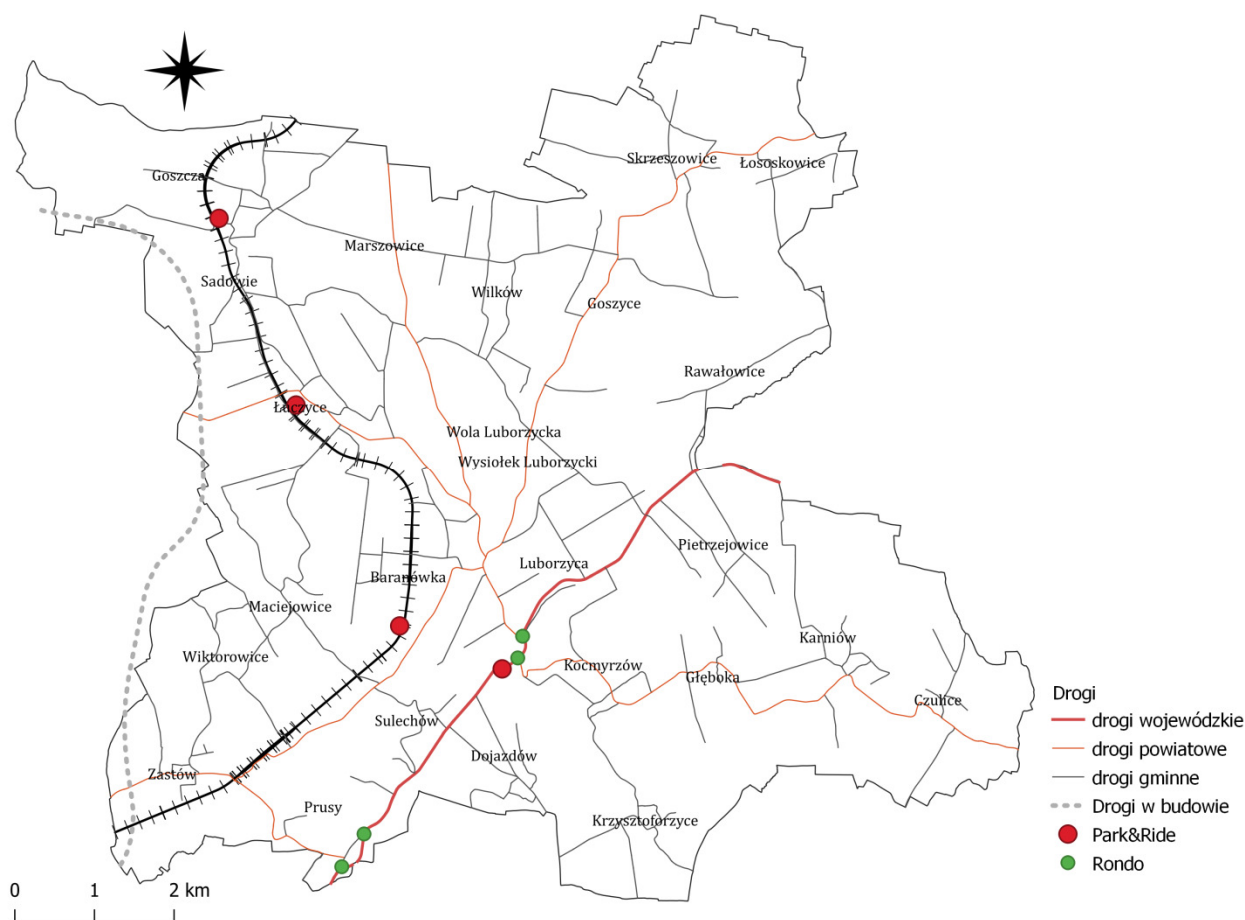 Skrzeszowice
Łososkowice
Goszcza
Marszowice
Sadowie
Wilków
Goszyce
Rawałowice
Łuczyce
Wola Luborzycka
Wysiołek Luborzycki
Pietrzejowice
Luborzyca
Baranówka
Maciejowice
Karniów
Wiktorowice
Kocmyrzów
Głęboka
Czulice
Sulechów
Dojazdów
Zastów
Prusy
Krzysztoforzyce
Drogi
drogi wojewódzkie
drogi powiatowe
drogi gminne
Drogi w budowie
Park&Ride
Rondo
0 1 2 km